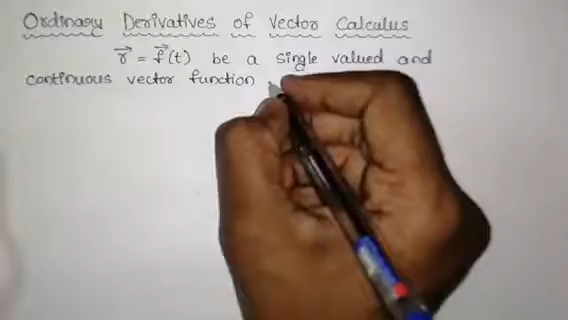 Ordinary Derivatives of Vector Calculus
r⃗ = f⃗(t) be a single valued and
continuous vector function